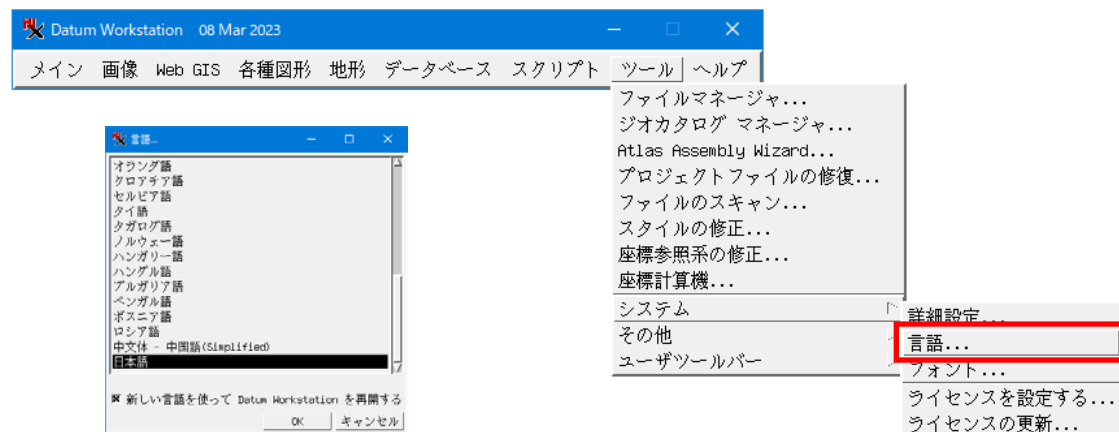 Datum Workstation 08 Mar 2023
メイン 画像 Web GIS 各種図形 地形 データベース スクリプト ツール ヘルプ
ファイルマネージャ...
ジオカタログ マネージャ...
Atlas Assembly Wizard...
プロジェクトファイルの修復...
ファイルのスキャン...
スタイルの修正...
座標参照系の修正...
座標計算機...
システム
その他
ユーザツールバー
詳細設定...
言語...
フォント...
ライセンスを設定する...
ライセンスの更新...
言語...
オランダ語
クロアチア語
セルビア語
タイ語
タガログ語
ノルウェー語
ハンガリー語
ハングル語
ブルガリア語
ベンガル語
ボスニア語
ロシア語
中文体 - 中国語(Simplified)
日本語
新しい言語を使って Datum Workstation を再開する
OK キャンセル